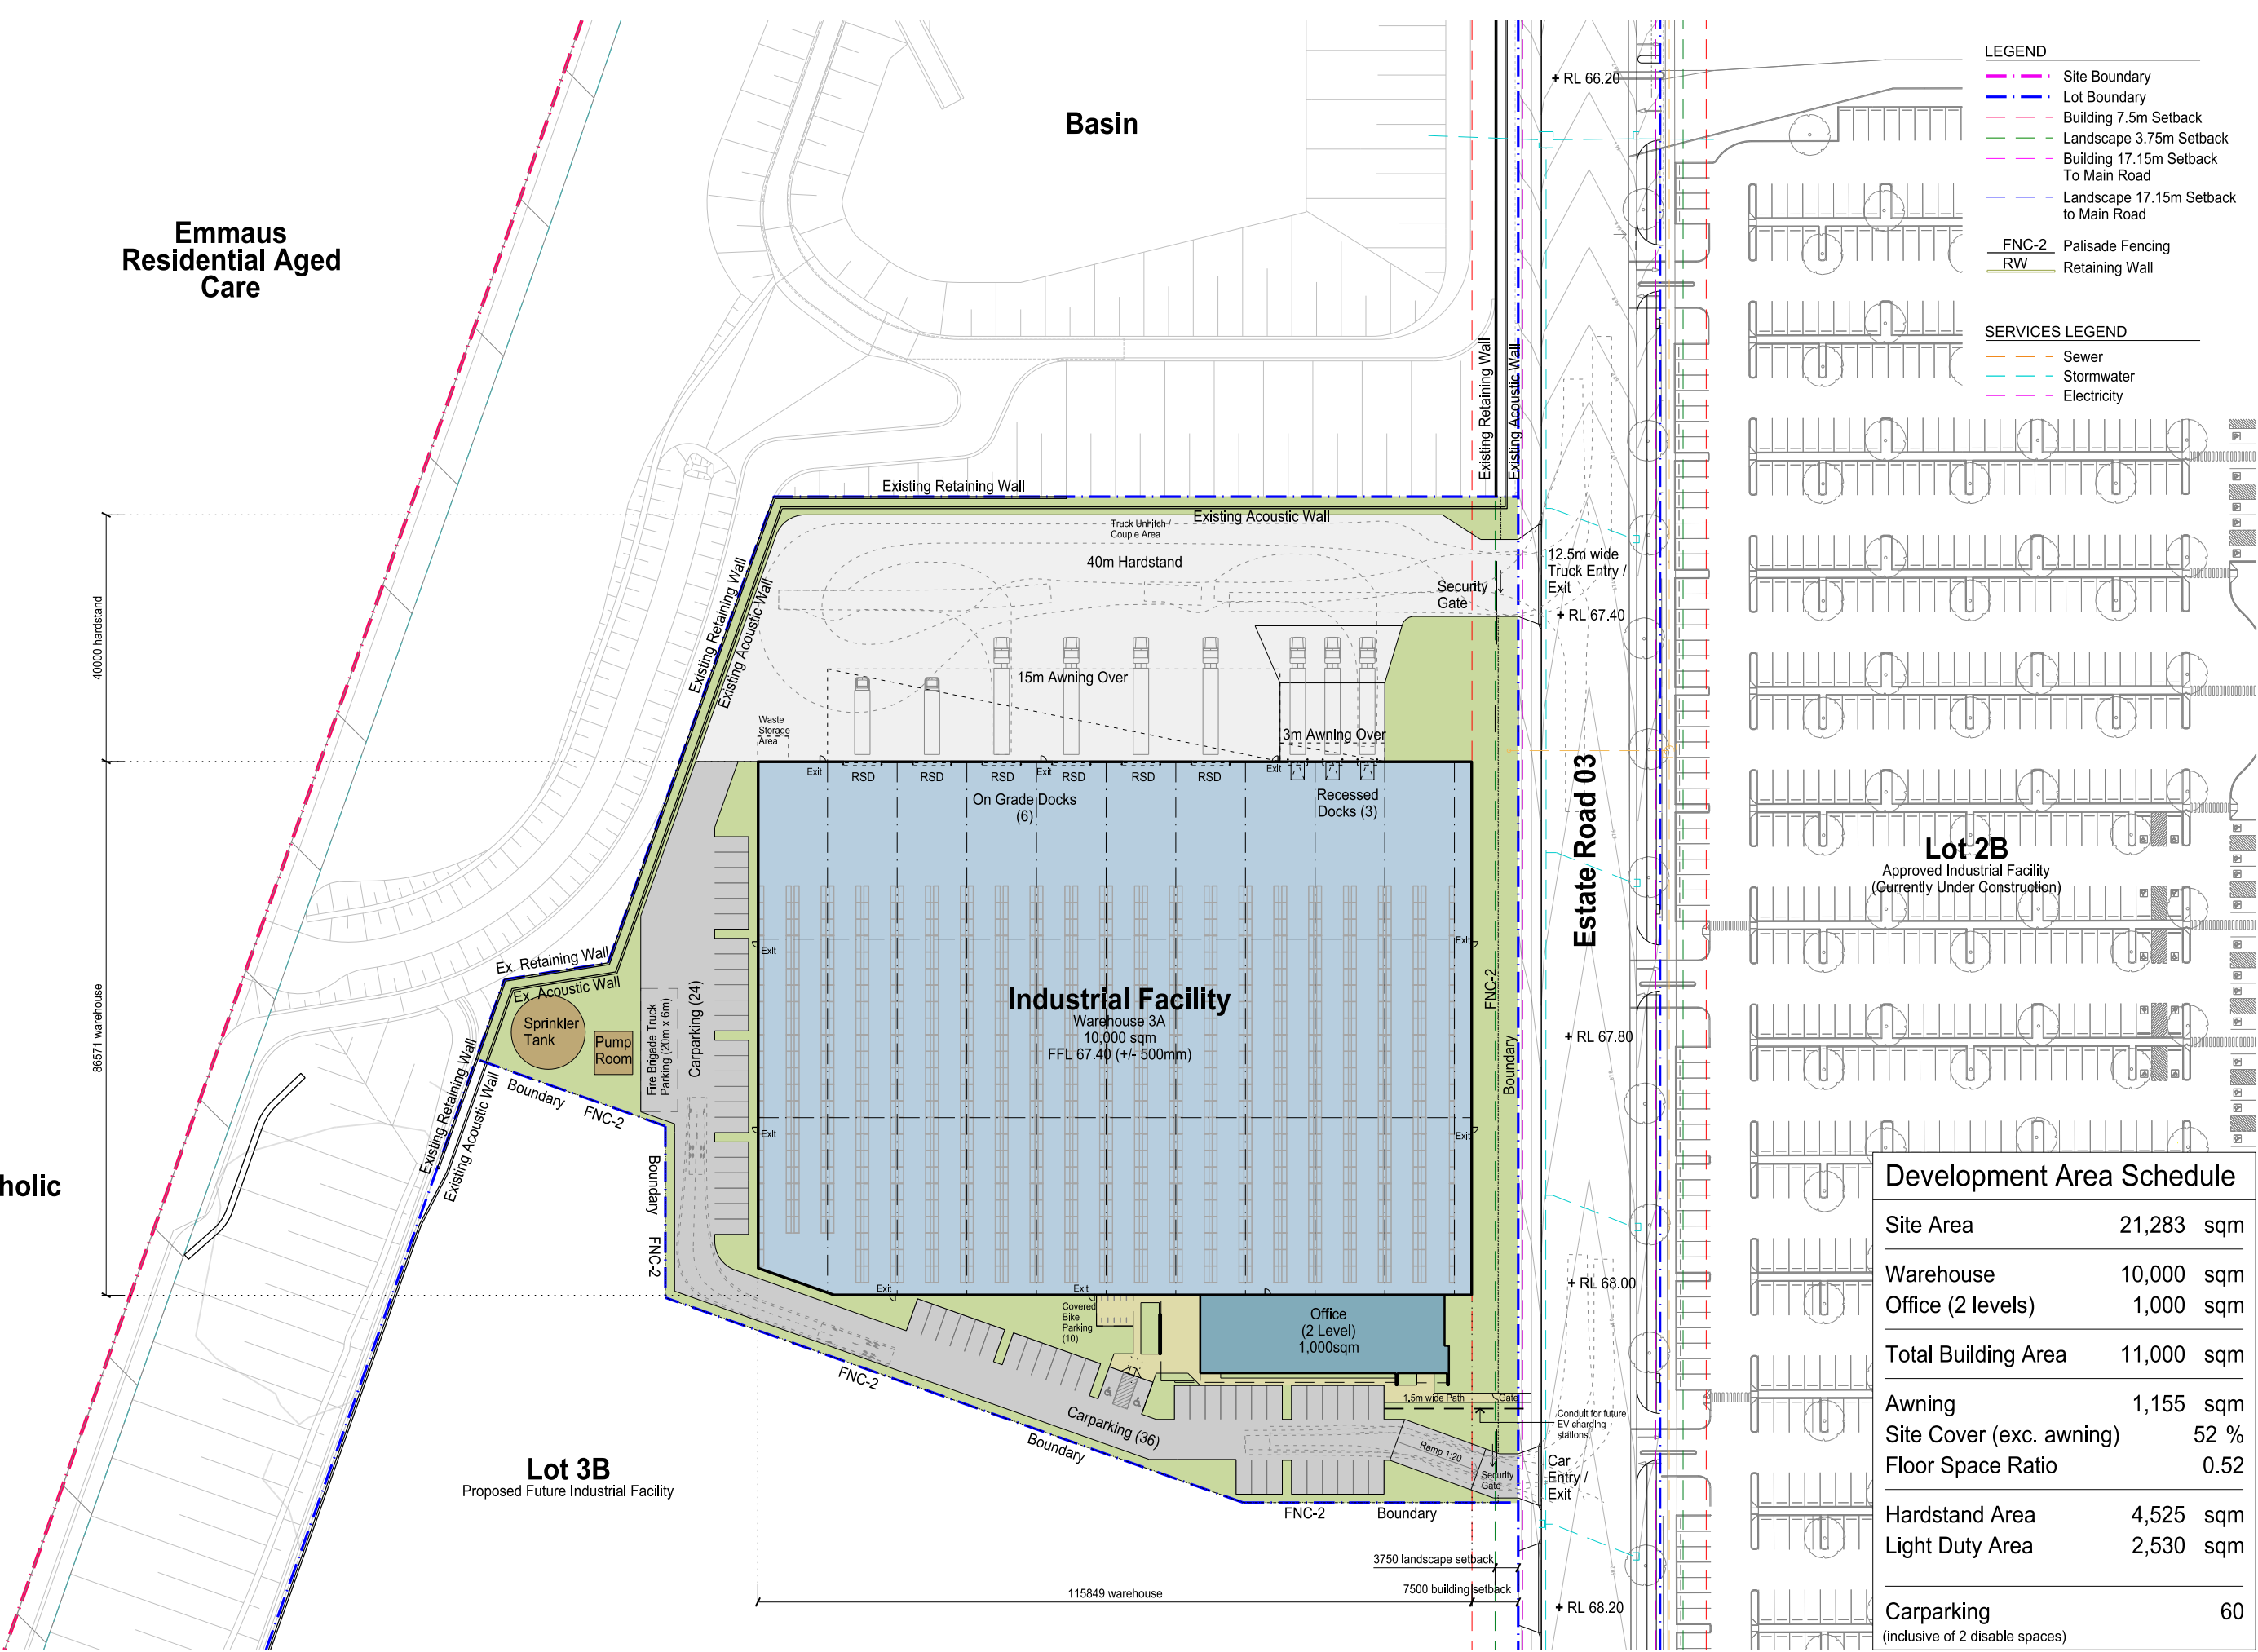 Basin
Emmaus
Residential Aged
Care
holic
+ RL 66.20
LEGEND
Site Boundary
Lot Boundary
Building 7.5m Setback
Landscape 3.75m Setback
Building 17.15m Setback
To Main Road
Landscape 17.15m Setback
to Main Road
FNC-2 Palisade Fencing
RW Retaining Wall
SERVICES LEGEND
Sewer
Stormwater
Electricity
Existing Retaining Wall
Existing Acoustic Wall
Existing Retaining Wall
Existing Acoustic Wall
Truck Unhitch /
Couple Area
40m Hardstand
Security
Gate
12.5m wide
Truck Entry /
Exit
+ RL 67.40
Existing Retaining Wall
Existing Acoustic Wall
40000 hardstand
15m Awning Over
3m Awning Over
Waste
Storage
Area
Exit
RSD
RSD
RSD
Exit
RSD
RSD
RSD
Exit
On Grade Docks
(6)
Recessed
Docks (3)
Estate Road 03
Lot 2B
Approved Industrial Facility
(Currently Under Construction)
Exit
Exit
Ex. Retaining Wall
Ex. Acoustic Wall
Sprinkler
Tank
Pump
Room
Fire Brigade Truck
Parking (20m x 6m)
Carparking (24)
Industrial Facility
Warehouse 3A
10,000 sqm
FFL 67.40 (+/- 500mm)
FNC-2
Boundary
+ RL 67.80
86571 warehouse
Existing Retaining Wall
Existing Acoustic Wall
Boundary
FNC-2
Exit
Exit
Boundary
FNC-2
Exit
Exit
Covered
Bike
Parking
(10)
Office
(2 Level)
1,000sqm
+ RL 68.00
FNC-2
Carparking (36)
Boundary
1.5m wide Path
Gate
Conduit for future
EV charging
stations
Ramp 1:20
Security
Gate
Car
Entry /
Exit
Lot 3B
Proposed Future Industrial Facility
FNC-2
Boundary
3750 landscape setback
7500 building setback
115849 warehouse
+ RL 68.20
Development Area Schedule
Site Area 21,283 sqm
Warehouse 10,000 sqm
Office (2 levels) 1,000 sqm
Total Building Area 11,000 sqm
Awning 1,155 sqm
Site Cover (exc. awning) 52 %
Floor Space Ratio 0.52
Hardstand Area 4,525 sqm
Light Duty Area 2,530 sqm
Carparking 60
(inclusive of 2 disable spaces)